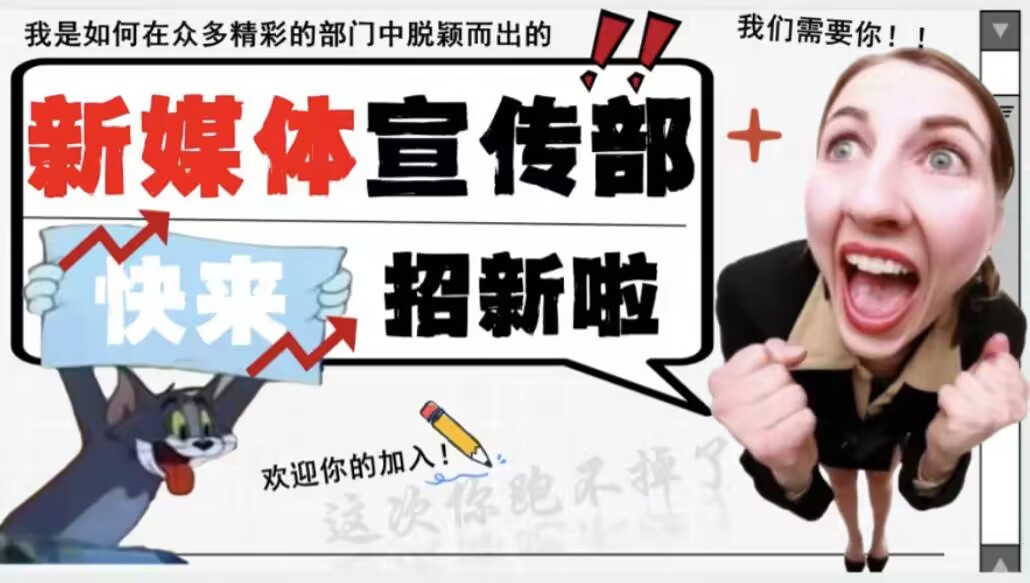 我是如何在众多精彩的部门中脱颖而出的
我们需要你！！
新媒体宣传部
快来 招新啦
欢迎你的加入！
这次你跑不掉了